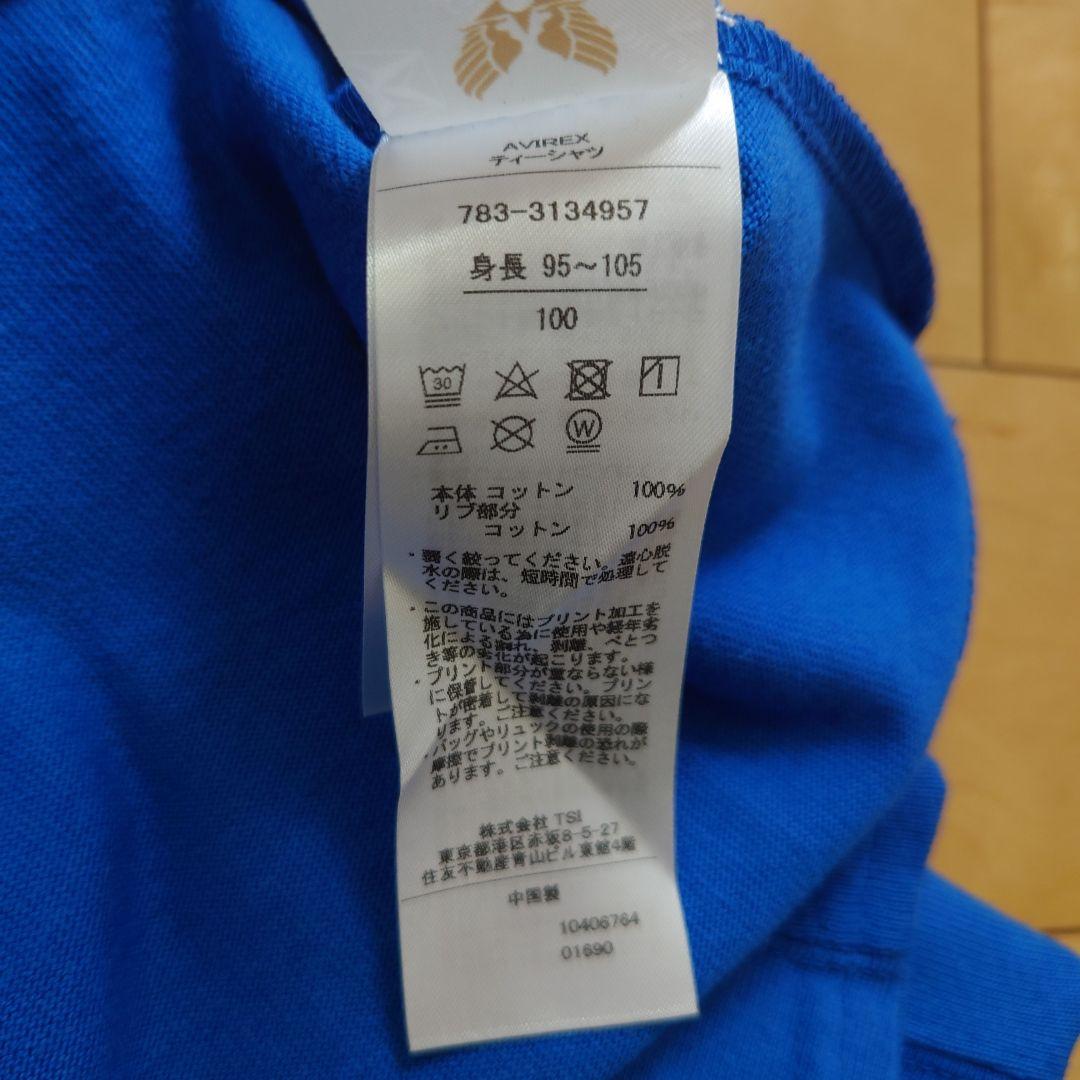 AVIREX
ティーシャツ
783-3134957
身長 95〜105
100
30
W
本体 コットン 100%
リブ部分
コットン 100%
・弱く絞ってください。遠心脱
水の際は、短時間で処理して
ください。
・この商品にはプリント加工を
施している為に使用や経年劣
化による割れ、剥離、べとつ
き等の劣化が起こります。
・プリント部分が重ならない様
に保管してください。プリン
トが密着して剥離の原因にな
ります。ご注意ください。
・バッグやリュックの使用の際
摩擦でプリント剥離の恐れが
あります。ご注意ください。
株式会社 TSI
東京都港区赤坂8-5-27
住友不動産青山ビル東館4階
中国製
10406764
01690